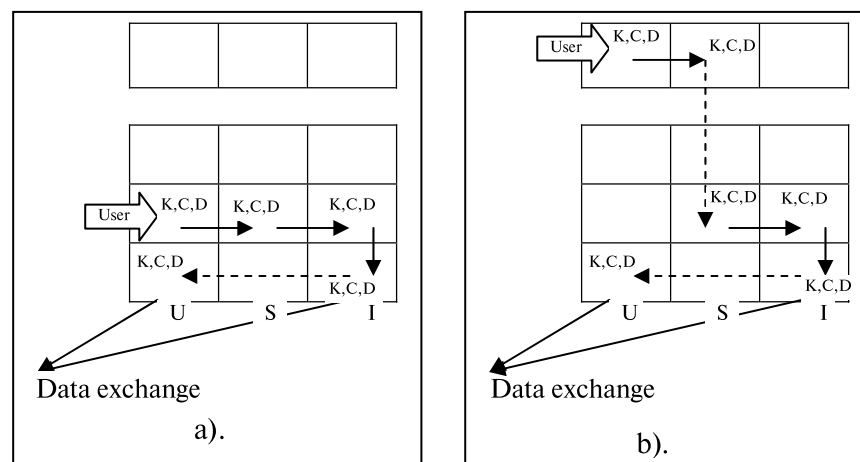 User
K,C,D
K,C,D
K,C,D
K,C,D
K,C,D
U
S
I
Data exchange
a).
User
K,C,D
K,C,D
K,C,D
K,C,D
K,C,D
K,C,D
U
S
I
Data exchange
b).